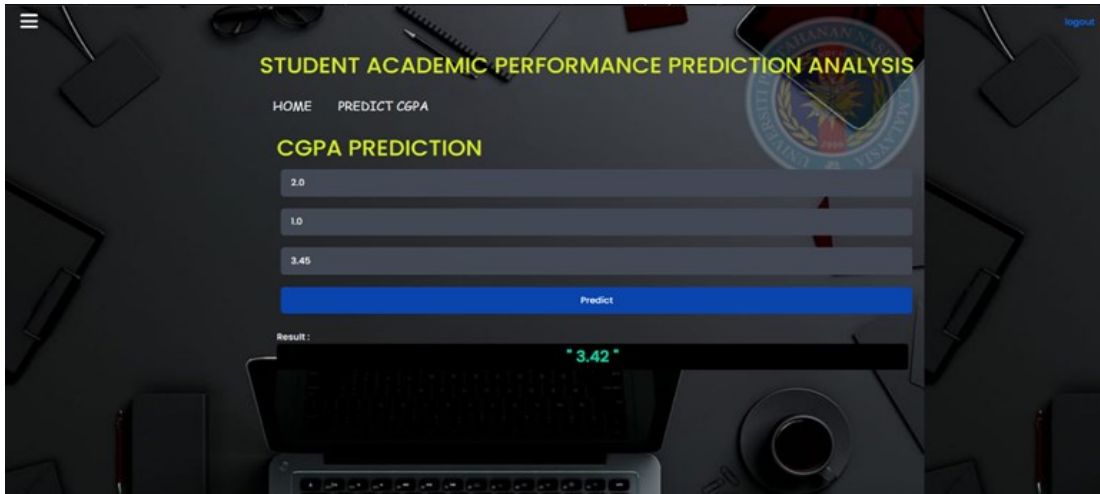 logout
STUDENT ACADEMIC PERFORMANCE PREDICTION ANALYSIS
HOME PREDICT CGPA
CGPA PREDICTION
2.0
1.0
3.45
Predict
Result :
" 3.42 "